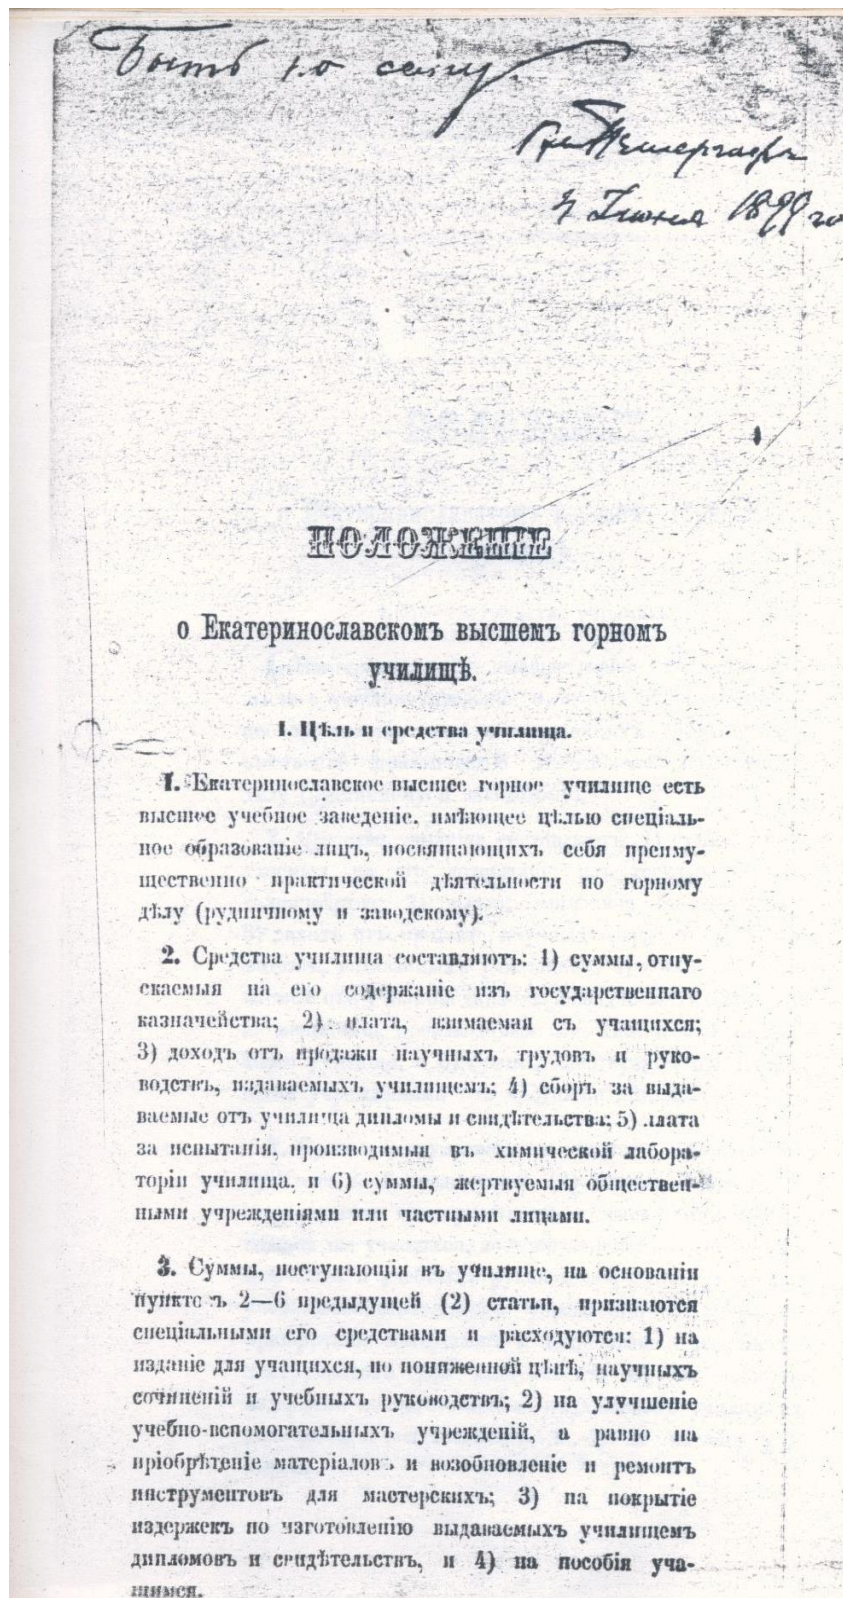 Быть по сему.
Петергофъ
4 Июня 1899 го
ПОЛОЖЕНІЕ
о Екатеринославскомъ высшемъ горномъ
училищѣ.
I. Цѣль и средства училища.
1. Екатеринославское высшее горное училище есть
высшее учебное заведеніе, имѣющее цѣлью спеціаль-
ное образованіе лицъ, посвящающихъ себя преиму-
щественно практической дѣятельности по горному
дѣлу (рудничному и заводскому).
2. Средства училища составляютъ: 1) суммы, отпу-
скаемыя на его содержаніе изъ государственнаго
казначейства; 2) плата, взимаемая съ учащихся;
3) доходъ отъ продажи научныхъ трудовъ и руко-
водствъ, издаваемыхъ училищемъ; 4) сборъ за выда-
ваемые отъ училища дипломы и свидѣтельства; 5) плата
за испытанія, производимыя въ химической лабора-
торіи училища, и 6) суммы, жертвуемыя обществен-
ными учрежденіями или частными лицами.
3. Суммы, поступающія въ училище, на основаніи
пунктовъ 2—6 предыдущей (2) статьи, признаются
спеціальными его средствами и расходуются: 1) на
изданіе для учащихся, по пониженной цѣнѣ, научныхъ
сочиненій и учебныхъ руководствъ; 2) на улучшеніе
учебно-вспомогательныхъ учрежденій, а равно на
пріобрѣтеніе матеріаловъ и возобновленіе и ремонтъ
инструментовъ для мастерскихъ; 3) на покрытіе
издержекъ по изготовленію выдаваемыхъ училищемъ
дипломовъ и свидѣтельствъ, и 4) на пособія уча-
щимся.